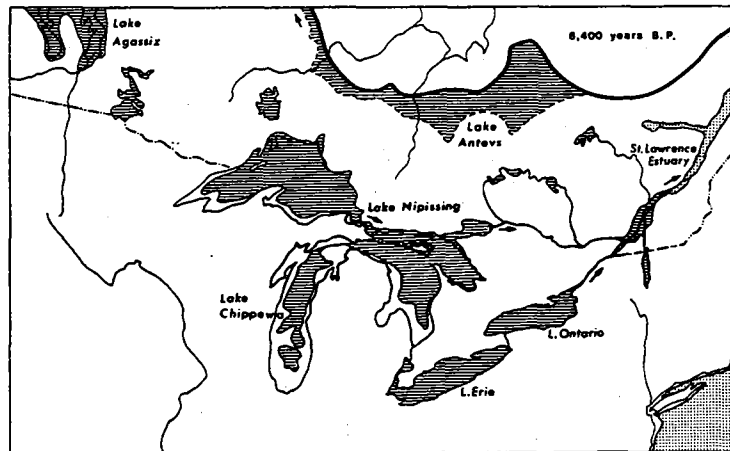 Lake
Agassiz
8,400 years B.P.
Lake
Antevs
St. Lawrence
Estuary
Lake Nipissing
Lake
Chippewa
L.Ontario
L.Erie